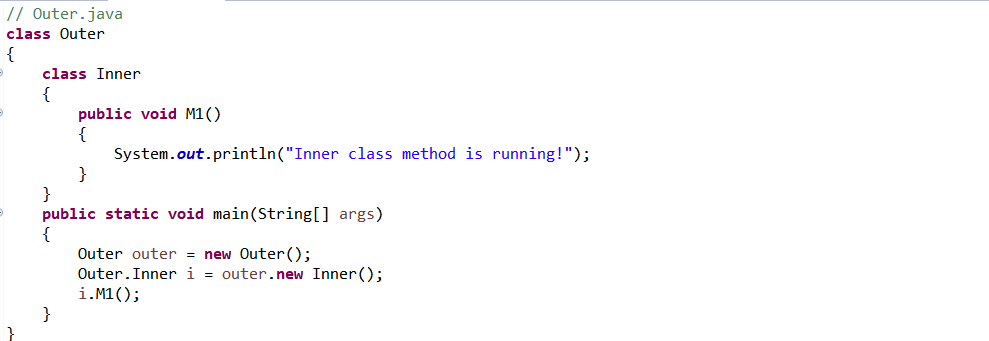 // Outer.java
class Outer
{
    class Inner
    {
        public void M1()
        {
            System.out.println("Inner class method is running!");
        }
    }
    public static void main(String[] args)
    {
        Outer outer = new Outer();
        Outer.Inner i = outer.new Inner();
        i.M1();
    }
}